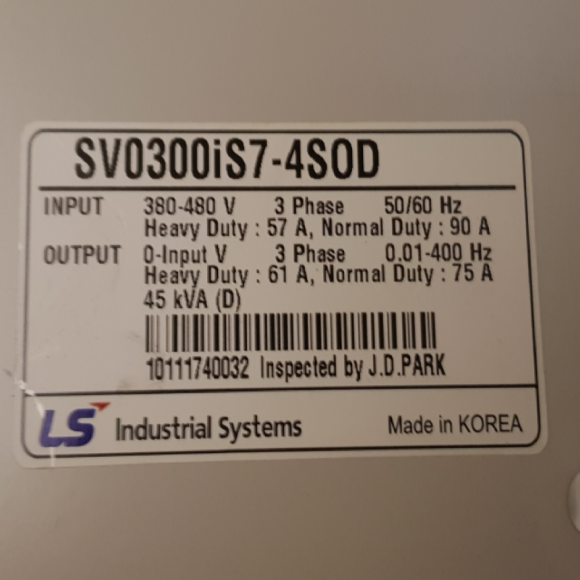 SV0300iS7-4SOD
INPUT 380-480 V 3 Phase 50/60 Hz
Heavy Duty : 57 A, Normal Duty : 90 A
OUTPUT 0-Input V 3 Phase 0.01-400 Hz
Heavy Duty : 61 A, Normal Duty : 75 A
45 kVA (D)
10111740032 Inspected by J.D.PARK
LS Industrial Systems Made in KOREA